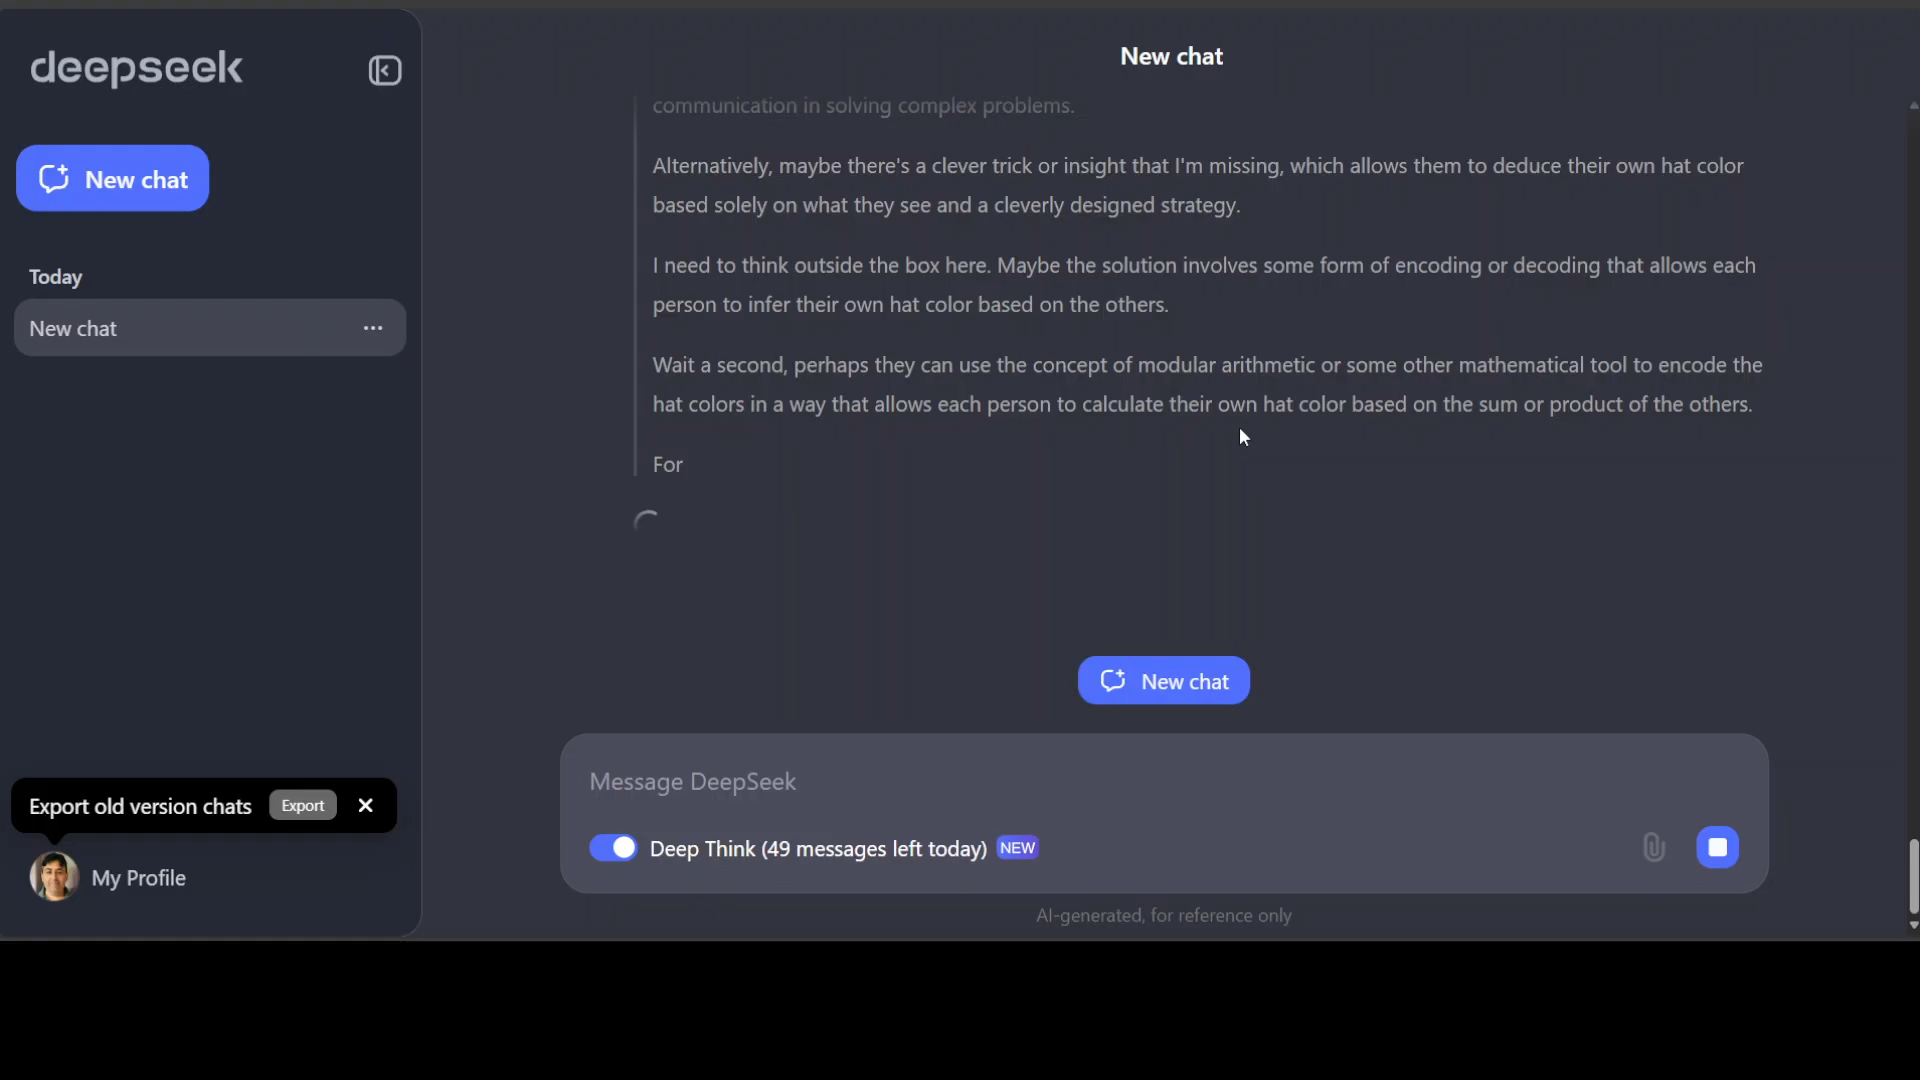 deepseek
New chat
Today
New chat
Export old version chats Export
My Profile
New chat
communication in solving complex problems.
Alternatively, maybe there's a clever trick or insight that I'm missing, which allows them to deduce their own hat color
based solely on what they see and a cleverly designed strategy.
I need to think outside the box here. Maybe the solution involves some form of encoding or decoding that allows each
person to infer their own hat color based on the others.
Wait a second, perhaps they can use the concept of modular arithmetic or some other mathematical tool to encode the
hat colors in a way that allows each person to calculate their own hat color based on the sum or product of the others.
For
New chat
Message DeepSeek
Deep Think (49 messages left today) NEW
AI-generated, for reference only